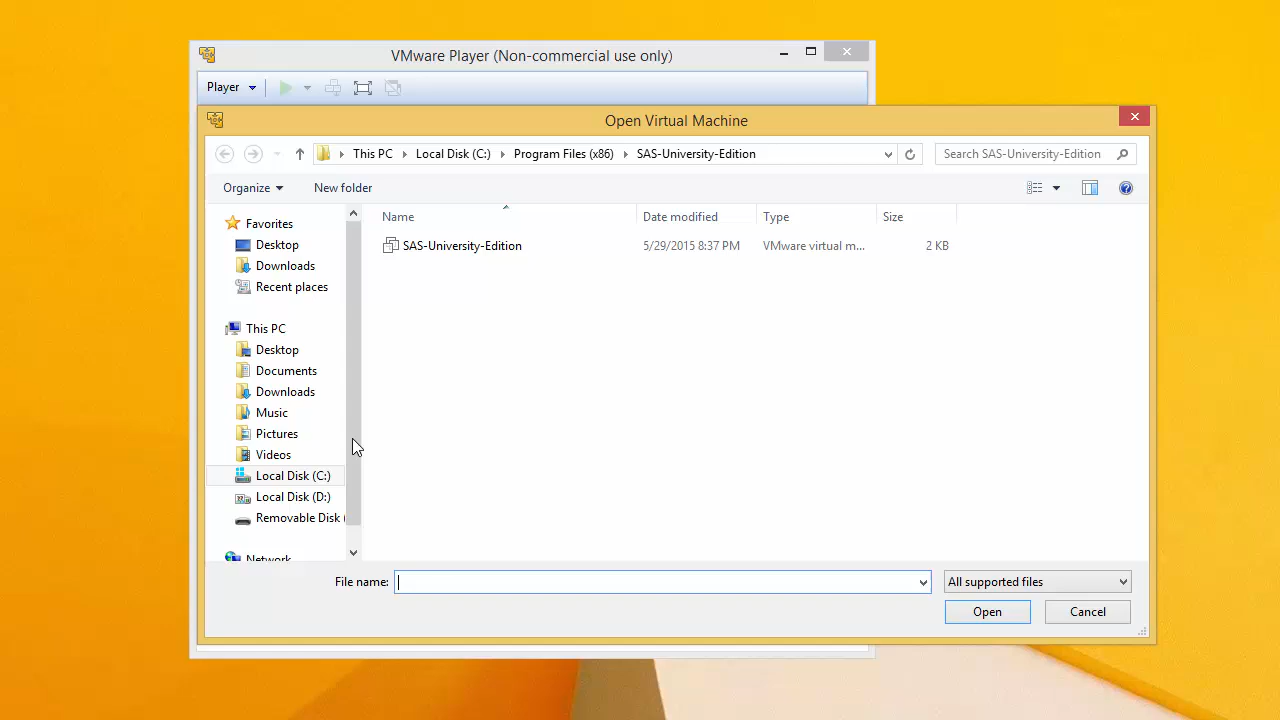 VMware Player (Non-commercial use only)
Player
Open Virtual Machine
This PC Local Disk (C:) Program Files (x86) SAS-University-Edition
Search SAS-University-Edition
Organize New folder
Name Date modified Type Size
SAS-University-Edition 5/29/2015 8:37 PM VMware virtual m... 2 KB
Favorites
Desktop
Downloads
Recent places
This PC
Desktop
Documents
Downloads
Music
Pictures
Videos
Local Disk (C:)
Local Disk (D:)
Removable Disk (
Network
File name: All supported files
Open Cancel